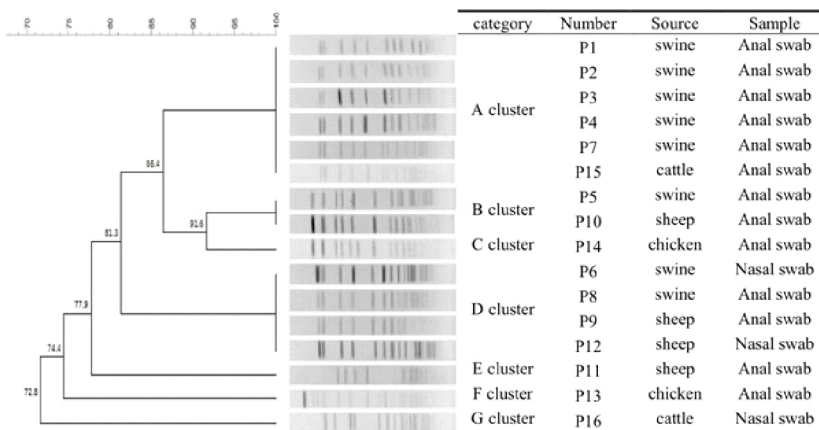 70 75 80 85 90 95 100
category Number Source Sample
P1 swine Anal swab
P2 swine Anal swab
P3 swine Anal swab
A cluster P4 swine Anal swab
P7 swine Anal swab
P15 cattle Anal swab
B cluster P5 swine Anal swab
P10 sheep Anal swab
C cluster P14 chicken Anal swab
P6 swine Nasal swab
D cluster P8 swine Anal swab
P9 sheep Anal swab
P12 sheep Nasal swab
E cluster P11 sheep Anal swab
F cluster P13 chicken Anal swab
G cluster P16 cattle Nasal swab
91.6
81.3
77.9
74.4